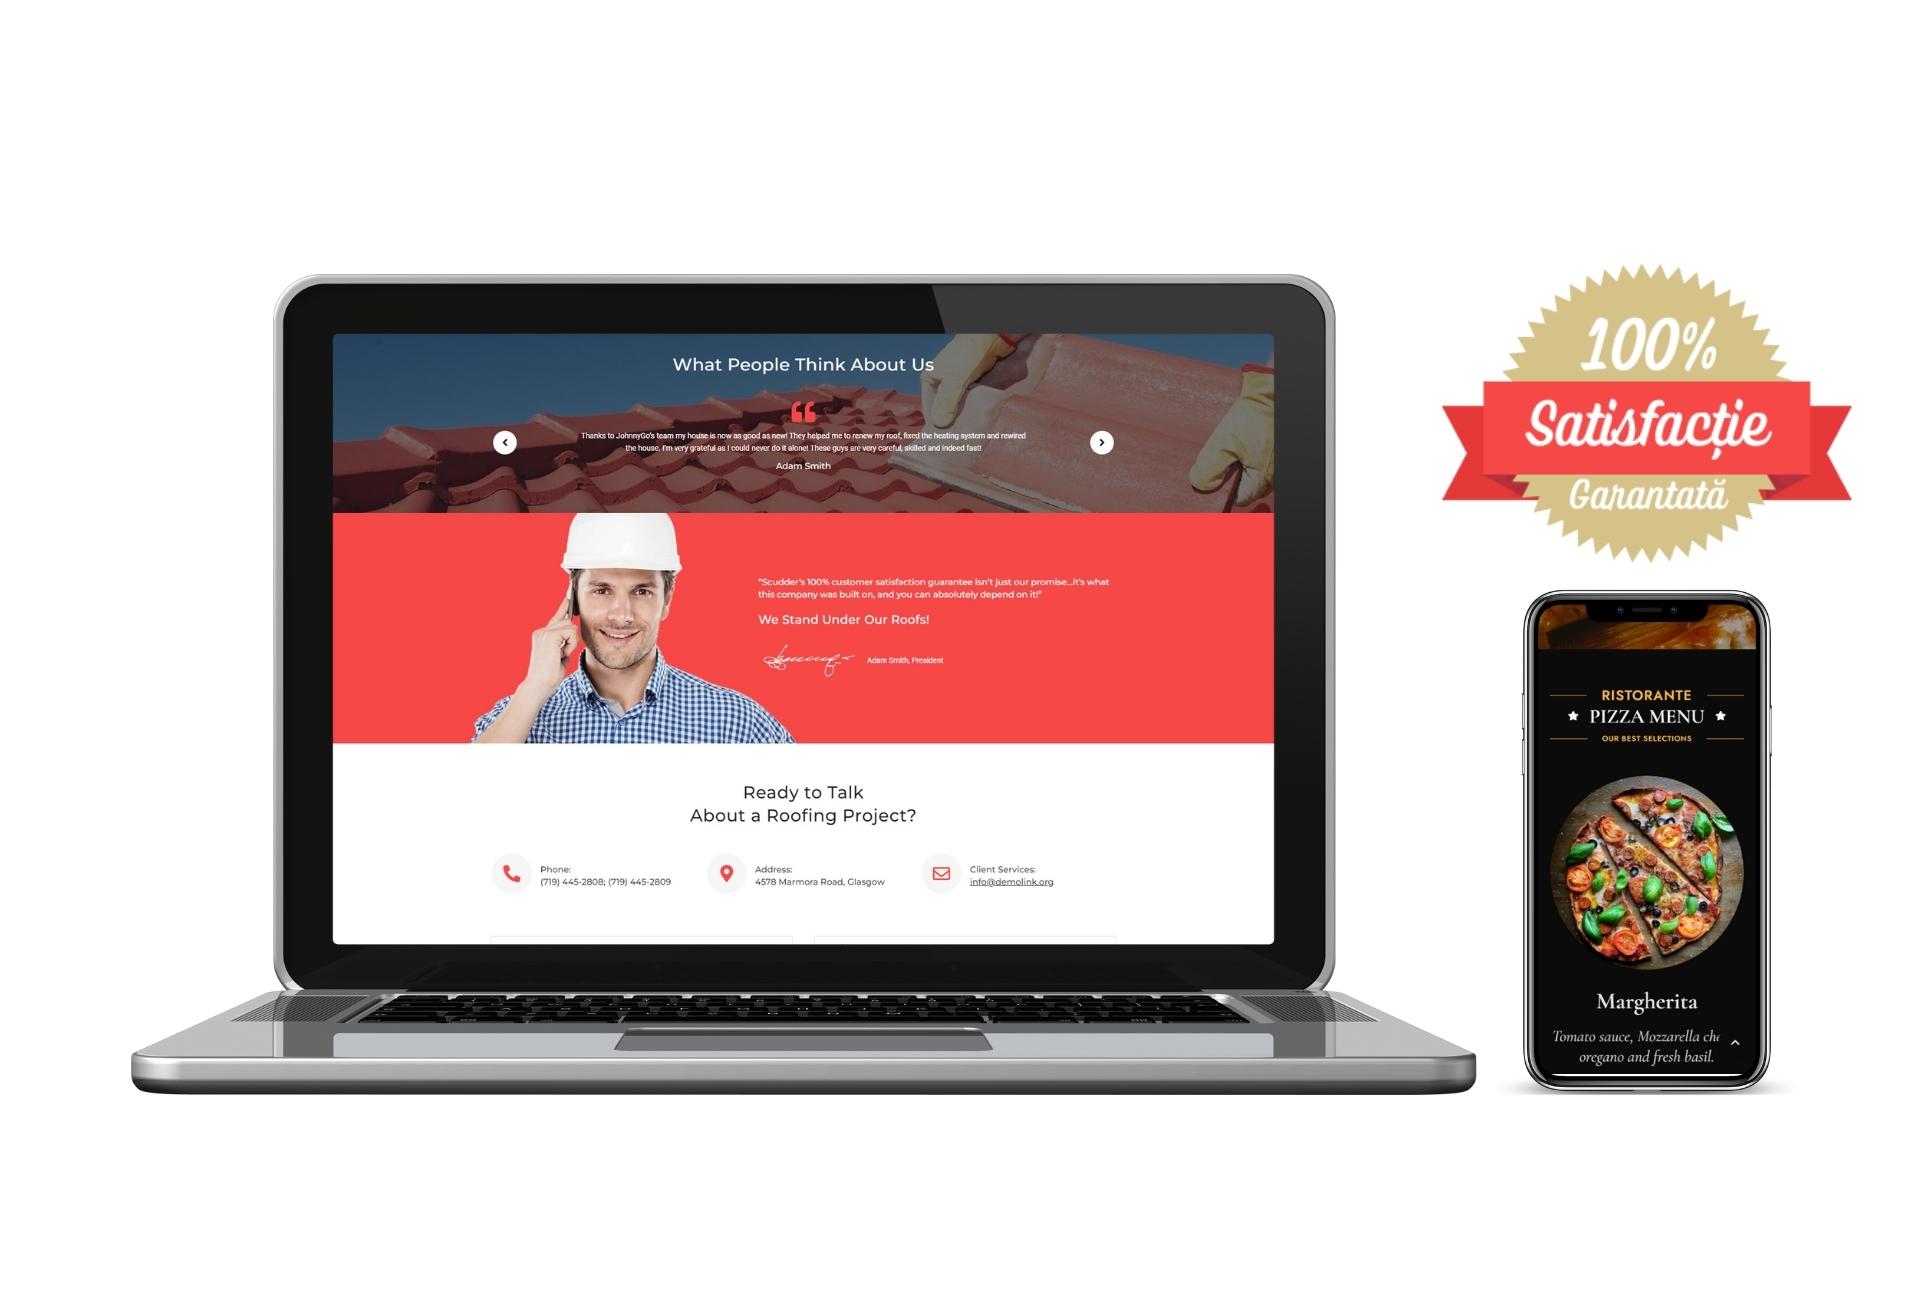 What People Think About Us
Thanks to JohnnyGo's team my house is now as good as new! They helped me to renew my roof, fixed the heating system and rewired
the house. I'm very grateful as I could never do it alone! These guys are very careful, skilled and indeed fast!
Adam Smith
“Scudder's 100% customer satisfaction guarantee isn't just our promise...it's what
this company was built on, and you can absolutely depend on it!”
We Stand Under Our Roofs!
Adam Smith, President
Ready to Talk
About a Roofing Project?
Phone:
(719) 445-2808; (719) 445-2809
Address:
4578 Marmora Road, Glasgow
Client Services:
info@demolink.org
100%
Satisfacție
Garantată
RISTORANTE
PIZZA MENU
OUR BEST SELECTIONS
Margherita
Tomato sauce, Mozzarella
oregano and fresh basil.